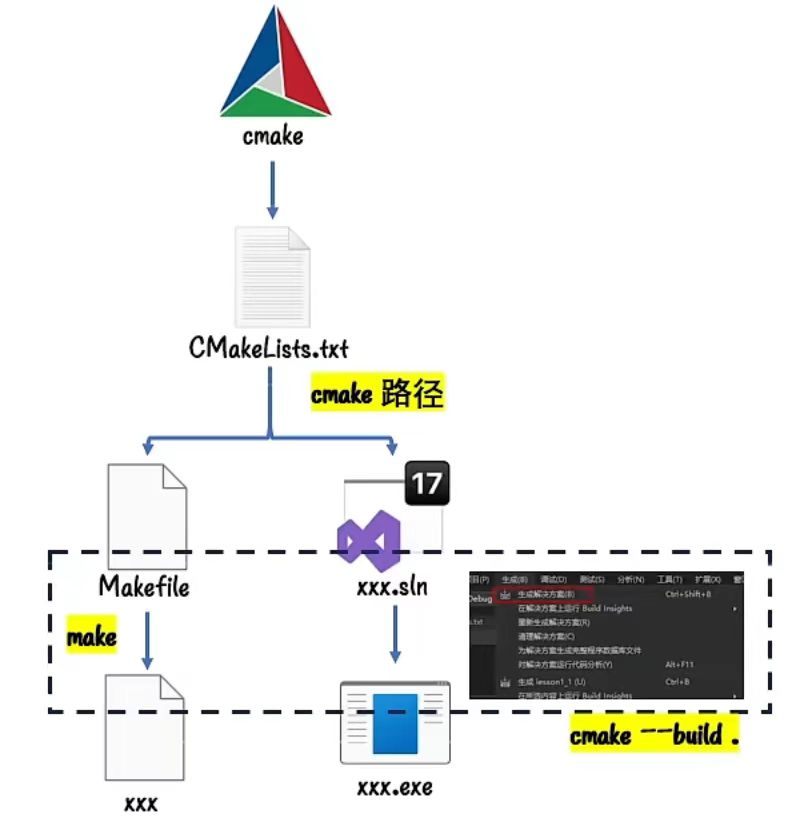 cmake
CMakeLists.txt
cmake 路径
17
Makefile
xxx.sln
项目(P) 生成(B) 调试(D) 测试(S) 分析(N) 工具(T) 扩展(X)
Debug
生成解决方案(B) Ctrl+Shift+B
在解决方案上运行 Build Insights
重新生成解决方案(R)
清理解决方案(C)
为解决方案生成完整程序数据库文件
对解决方案运行代码分析(Y) Alt+F11
生成 lesson1_1 (U) Ctrl+B
在所选内容上运行 Build Insights
make
xxx
xxx.exe
cmake --build .